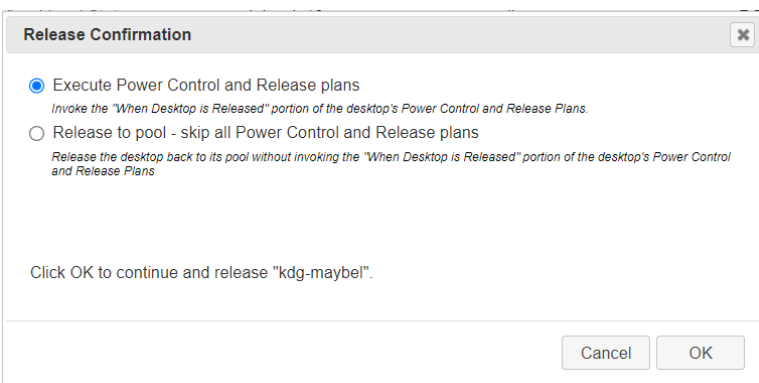 Release Confirmation
Execute Power Control and Release plans
Invoke the "When Desktop is Released" portion of the desktop's Power Control and Release Plans.
Release to pool - skip all Power Control and Release plans
Release the desktop back to its pool without invoking the "When Desktop is Released" portion of the desktop's Power Control
and Release Plans
Click OK to continue and release "kdg-maybel".
Cancel OK